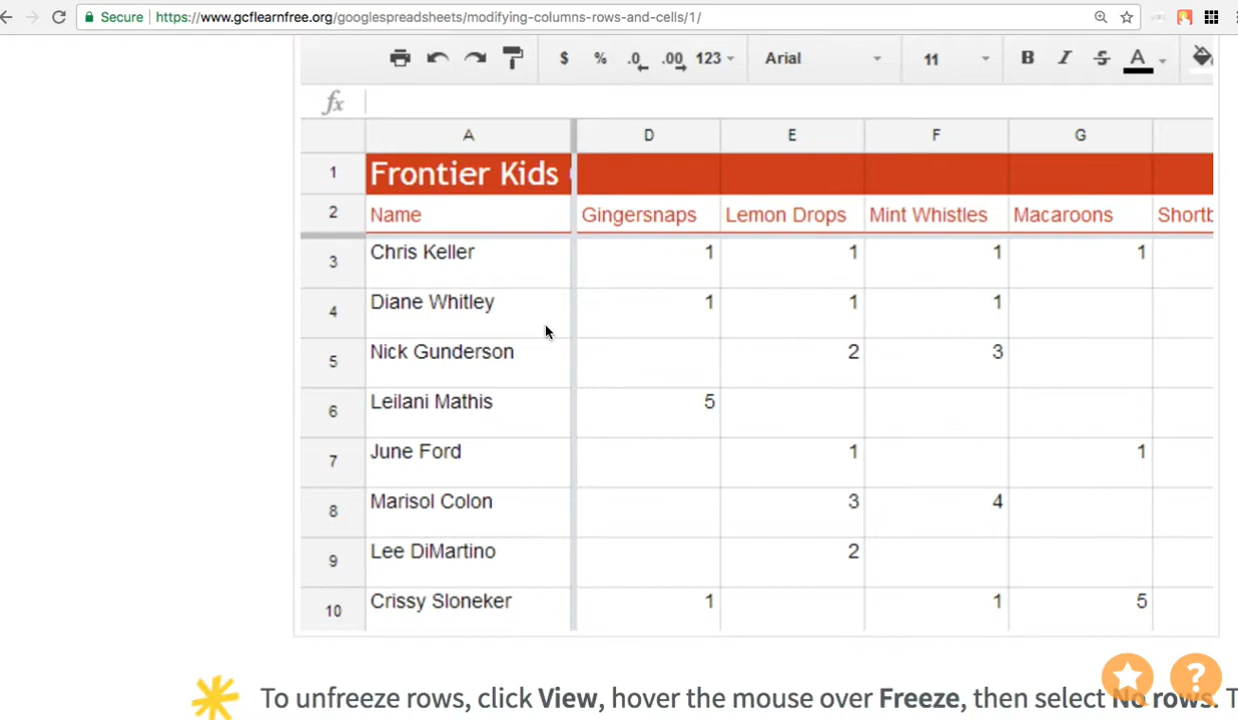 Secure https://www.gcflearnfree.org/googlespreadsheets/modifying-columns-rows-and-cells/1/
$ % .0 .00 123 Arial 11 B I S A
fx
A D E F G
1 Frontier Kids
2 Name Gingersnaps Lemon Drops Mint Whistles Macaroons Shortb
3 Chris Keller 1 1 1 1
4 Diane Whitley 1 1 1
5 Nick Gunderson 2 3
6 Leilani Mathis 5
7 June Ford 1 1
8 Marisol Colon 3 4
9 Lee DiMartino 2
10 Crissy Sloneker 1 1 5
To unfreeze rows, click View, hover the mouse over Freeze, then select No rows. T
?